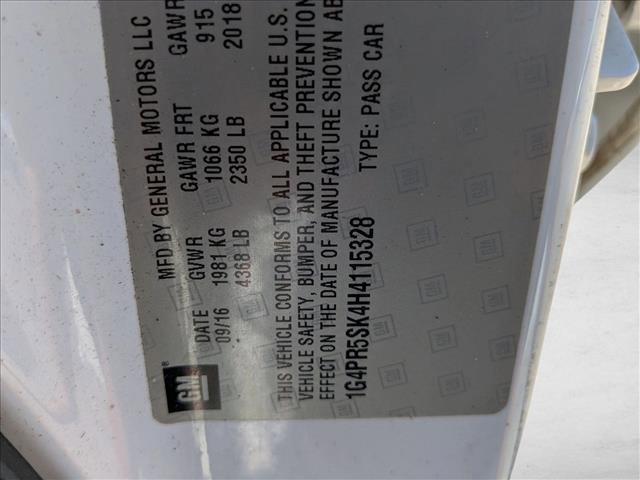 MFD BY GENERAL MOTORS LLC
DATE GVWR GAWR FRT GAWR
09/16 1981 KG 1066 KG 915
4368 LB 2350 LB 2018
THIS VEHICLE CONFORMS TO ALL APPLICABLE U.S.
VEHICLE SAFETY, BUMPER, AND THEFT PREVENTION
EFFECT ON THE DATE OF MANUFACTURE SHOWN AB
1G4PR5SK4H4115328 TYPE: PASS CAR
GM®